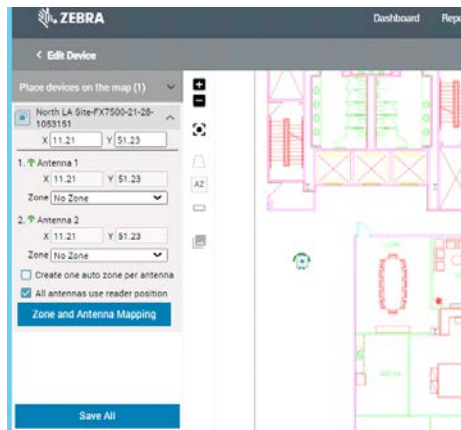 ZEBRA
Dashboard Repo
< Edit Device
Place devices on the map (1)
North LA Site-FX7500-21-28-
1053151
X 11.21 Y 51.23
1. Antenna 1
X 11.21 Y 51.23
Zone No Zone
2. Antenna 2
X 11.21 Y 51.23
Zone No Zone
Create one auto zone per antenna
All antennas use reader position
Zone and Antenna Mapping
Save All
AZ